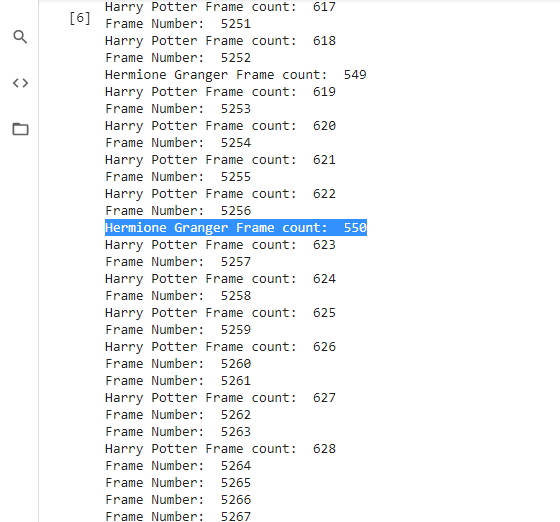 Harry Potter Frame count:  617
[6]
Frame Number:  5251
Harry Potter Frame count:  618
Frame Number:  5252
Hermione Granger Frame count:  549
Harry Potter Frame count:  619
Frame Number:  5253
Harry Potter Frame count:  620
Frame Number:  5254
Harry Potter Frame count:  621
Frame Number:  5255
Harry Potter Frame count:  622
Frame Number:  5256
Hermione Granger Frame count:  550
Harry Potter Frame count:  623
Frame Number:  5257
Harry Potter Frame count:  624
Frame Number:  5258
Harry Potter Frame count:  625
Frame Number:  5259
Harry Potter Frame count:  626
Frame Number:  5260
Frame Number:  5261
Harry Potter Frame count:  627
Frame Number:  5262
Frame Number:  5263
Harry Potter Frame count:  628
Frame Number:  5264
Frame Number:  5265
Frame Number:  5266
Frame Number:  5267